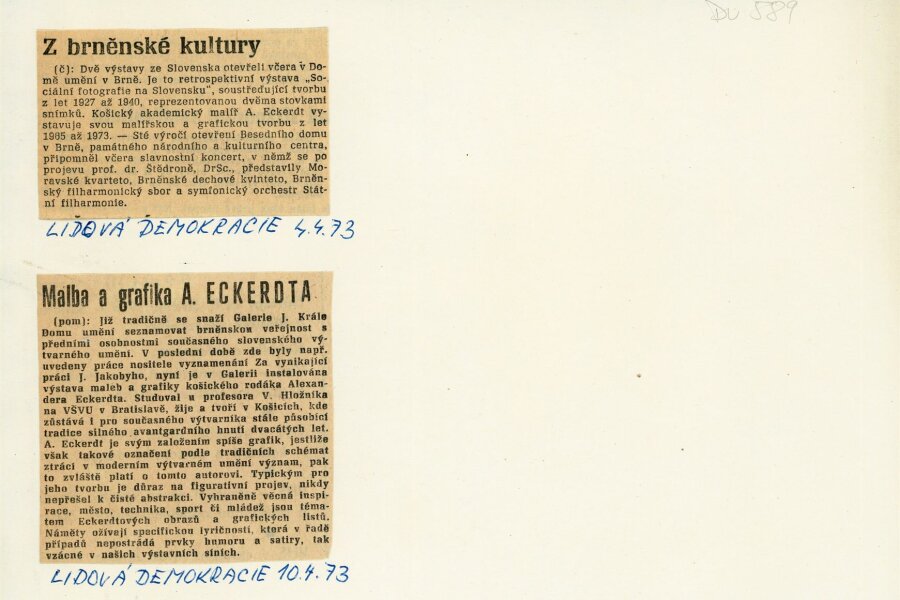 DU 589
Z brněnské kultury
(č): Dvě výstavy ze Slovenska otevřeli včera v Do-
mě umění v Brně. Je to retrospektivní výstava „So-
ciální fotografie na Slovensku", soustřeďující tvorbu
z let 1927 až 1940, reprezentovanou dvěma stovkami
snímků. Košický akademický malíř A. Eckerdt vy-
stavuje svou malířskou a grafickou tvorbu z let
1965 až 1973. — Sté výročí otevření Besedního domu
v Brně, památného národního a kulturního centra,
připomněl včera slavnostní koncert, v němž se po
projevu prof. dr. Štědroně, DrSc., představily Mo-
ravské kvarteto, Brněnské dechové kvinteto, Brněn-
ský filharmonický sbor a symfonický orchestr Stát-
ní filharmonie.
LIDOVÁ DEMOKRACIE 4.4.73
Malba a grafika A. ECKERDTA
(pom): Již tradičně se snaží Galerie J. Krále
Domu umění seznamovat brněnskou veřejnost s
předními osobnostmi současného slovenského vý-
tvarného umění. V poslední době zde byly např.
uvedeny práce nositele vyznamenání Za vynikající
práci J. Jakobyho, nyní je v Galerii instalována
výstava maleb a grafiky košického rodáka Alexan-
dera Eckerdta. Studoval u profesora V. Hložníka
na VŠVU v Bratislavě, žije a tvoří v Košicích, kde
zůstává i pro současného výtvarníka stále působící
tradice silného avantgardního hnutí dvacátých let.
A. Eckerdt je svým založením spíše grafik, jestliže
však takové označení podle tradičních schémat
ztrácí v moderním výtvarném umění význam, pak
to zvláště platí o tomto autorovi. Typickým pro
jeho tvorbu je důraz na figurativní projev, nikdy
nepřešel k čisté abstrakci. Vyhraněně věcná inspi-
race, město, technika, sport či mládež jsou téma-
tem Eckerdtových obrazů a grafických listů.
Náměty ožívají specifickou lyričností, která v řadě
případů nepostrádá prvky humoru a satiry, tak
vzácné v našich výstavních síních.
LIDOVÁ DEMOKRACIE 10.4.73